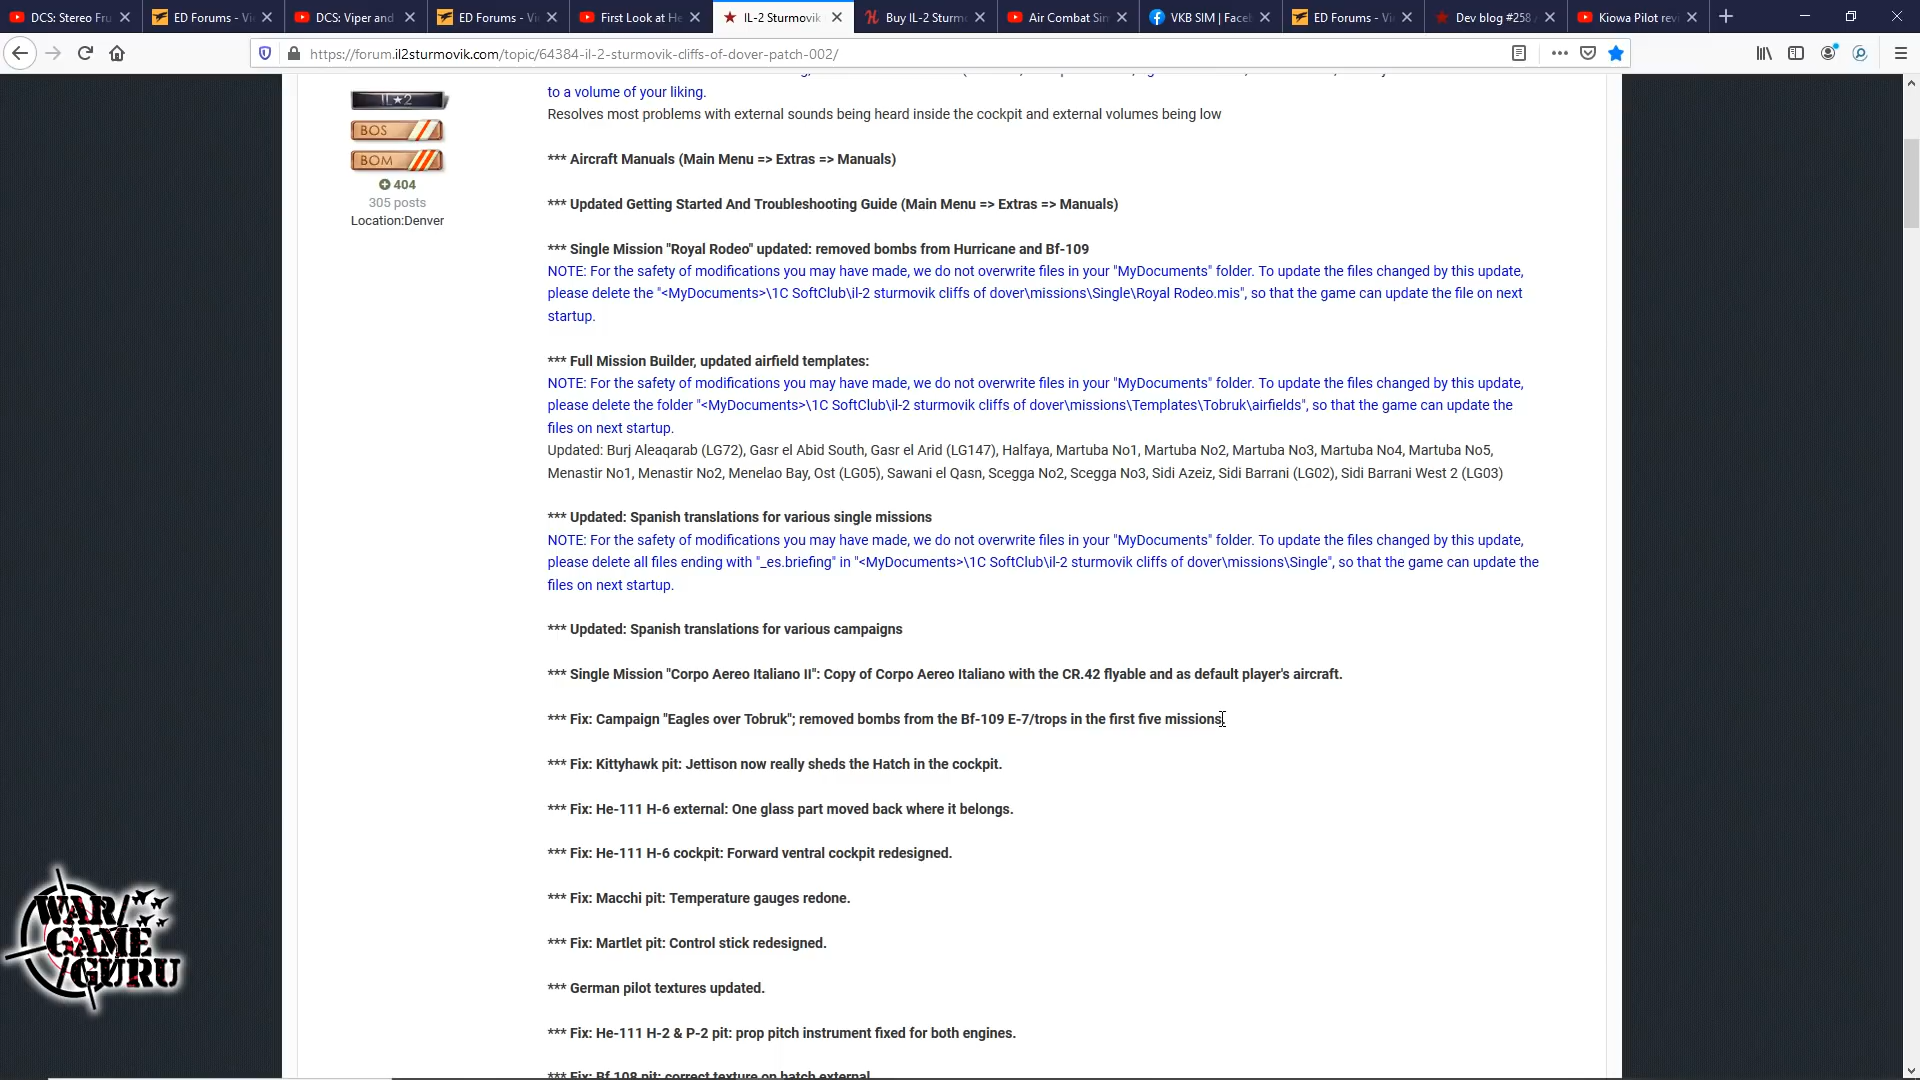 DCS: Stereo Fru
ED Forums - Vi
DCS: Viper and
ED Forums - Vi
First Look at He
IL-2 Sturmovik
Buy IL-2 Sturm
Air Combat Sim
VKB SIM | Face
ED Forums - Vi
Dev blog #258
Kiowa Pilot rev
https://forum.il2sturmovik.com/topic/64384-il-2-sturmovik-cliffs-of-dover-patch-002/
IL★2
BOS
BOM
404
305 posts
Location:Denver
to a volume of your liking.
Resolves most problems with external sounds being heard inside the cockpit and external volumes being low
*** Aircraft Manuals (Main Menu => Extras => Manuals)
*** Updated Getting Started And Troubleshooting Guide (Main Menu => Extras => Manuals)
*** Single Mission "Royal Rodeo" updated: removed bombs from Hurricane and Bf-109
NOTE: For the safety of modifications you may have made, we do not overwrite files in your "MyDocuments" folder. To update the files changed by this update,
please delete the "<MyDocuments>\1C SoftClub\il-2 sturmovik cliffs of dover\missions\Single\Royal Rodeo.mis", so that the game can update the file on next
startup.
*** Full Mission Builder, updated airfield templates:
NOTE: For the safety of modifications you may have made, we do not overwrite files in your "MyDocuments" folder. To update the files changed by this update,
please delete the folder "<MyDocuments>\1C SoftClub\il-2 sturmovik cliffs of dover\missions\Templates\Tobruk\airfields", so that the game can update the
files on next startup.
Updated: Burj Aleaqarab (LG72), Gasr el Abid South, Gasr el Arid (LG147), Halfaya, Martuba No1, Martuba No2, Martuba No3, Martuba No4, Martuba No5,
Menastir No1, Menastir No2, Menelao Bay, Ost (LG05), Sawani el Qasn, Scegga No2, Scegga No3, Sidi Azeiz, Sidi Barrani (LG02), Sidi Barrani West 2 (LG03)
*** Updated: Spanish translations for various single missions
NOTE: For the safety of modifications you may have made, we do not overwrite files in your "MyDocuments" folder. To update the files changed by this update,
please delete all files ending with "_es.briefing" in "<MyDocuments>\1C SoftClub\il-2 sturmovik cliffs of dover\missions\Single", so that the game can update the
files on next startup.
*** Updated: Spanish translations for various campaigns
*** Single Mission "Corpo Aereo Italiano II": Copy of Corpo Aereo Italiano with the CR.42 flyable and as default player's aircraft.
*** Fix: Campaign "Eagles over Tobruk"; removed bombs from the Bf-109 E-7/trops in the first five missions.
*** Fix: Kittyhawk pit: Jettison now really sheds the Hatch in the cockpit.
*** Fix: He-111 H-6 external: One glass part moved back where it belongs.
*** Fix: He-111 H-6 cockpit: Forward ventral cockpit redesigned.
*** Fix: Macchi pit: Temperature gauges redone.
*** Fix: Martlet pit: Control stick redesigned.
*** German pilot textures updated.
*** Fix: He-111 H-2 & P-2 pit: prop pitch instrument fixed for both engines.
*** Fix: Bf 108 pit: correct texture on hatch external
WAR/
GAME
GURU